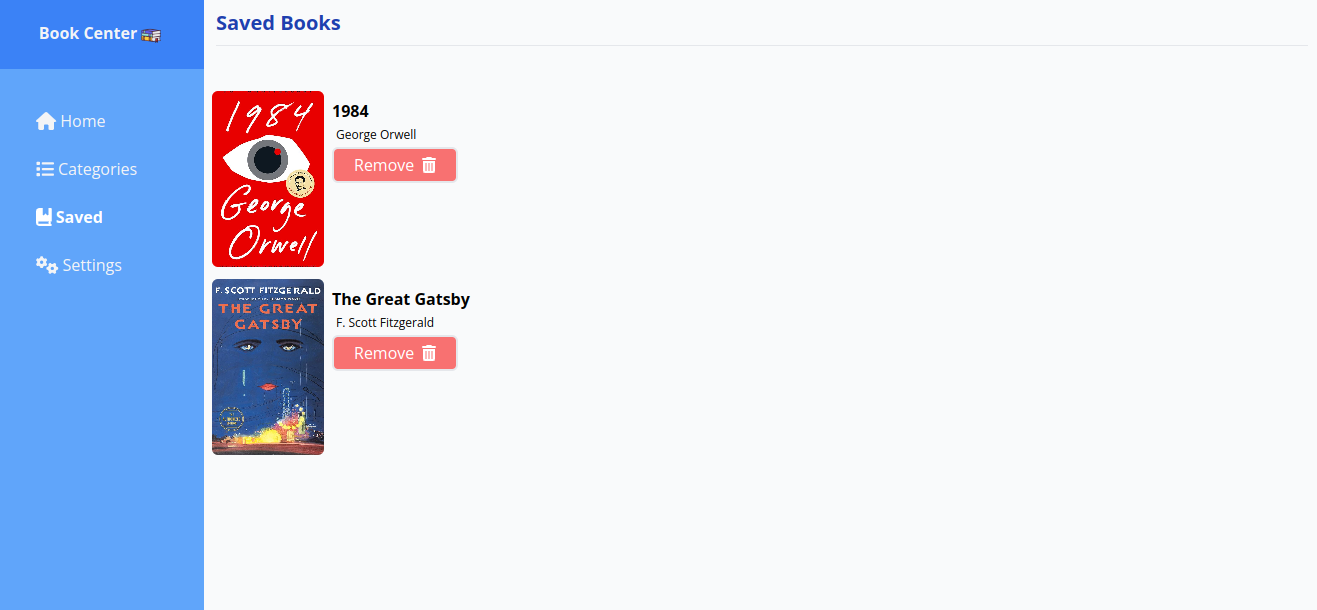 Book Center
Saved Books
Home
Categories
Saved
Settings
1984
George
Orwell
1984
George Orwell
Remove
F. SCOTT FITZGERALD
THE GREAT
GATSBY
The Great Gatsby
F. Scott Fitzgerald
Remove